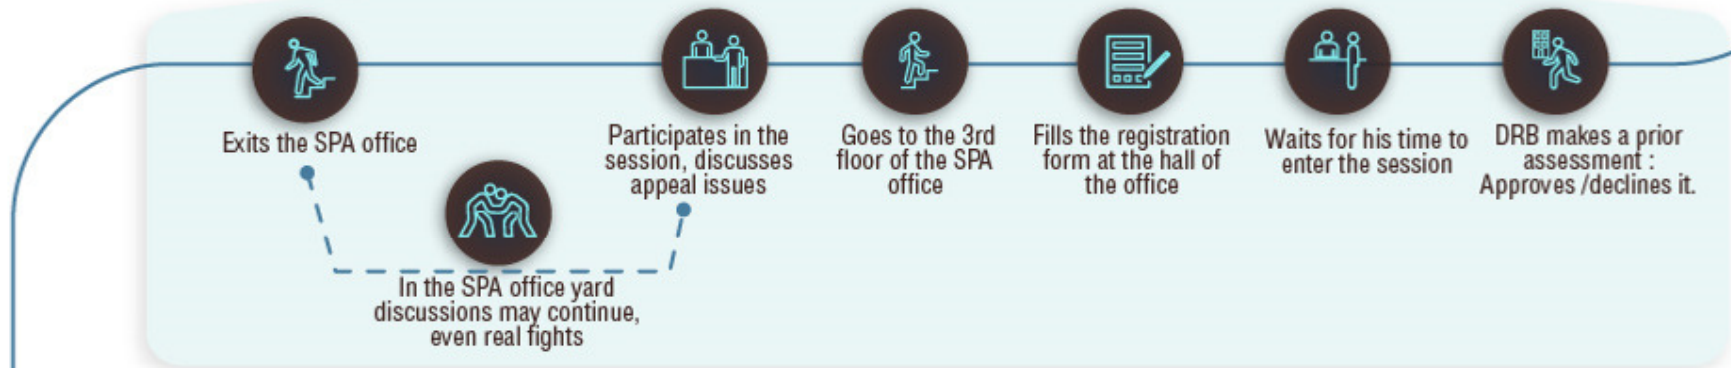 Exits the SPA office
In the SPA office yard
discussions may continue,
even real fights
Participates in the
session, discusses
appeal issues
Goes to the 3rd
floor of the SPA
office
Fills the registration
form at the hall of
the office
Waits for his time to
enter the session
DRB makes a prior
assessment :
Approves /declines it.